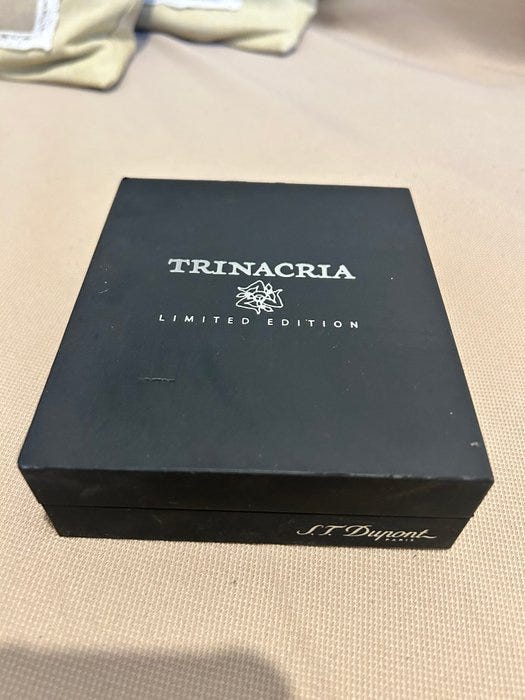 TRINACRIA
LIMITED EDITION
S.T. Dupont
PARIS